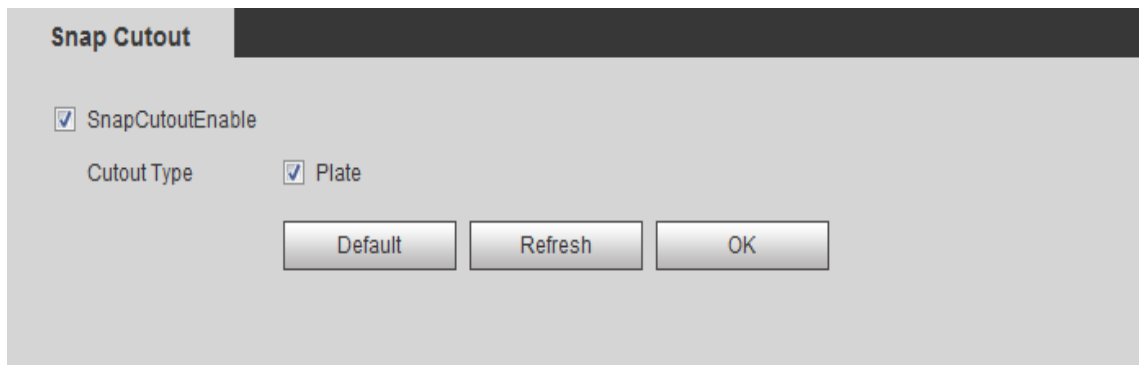 Snap Cutout
SnapCutoutEnable
Cutout Type Plate
Default Refresh OK